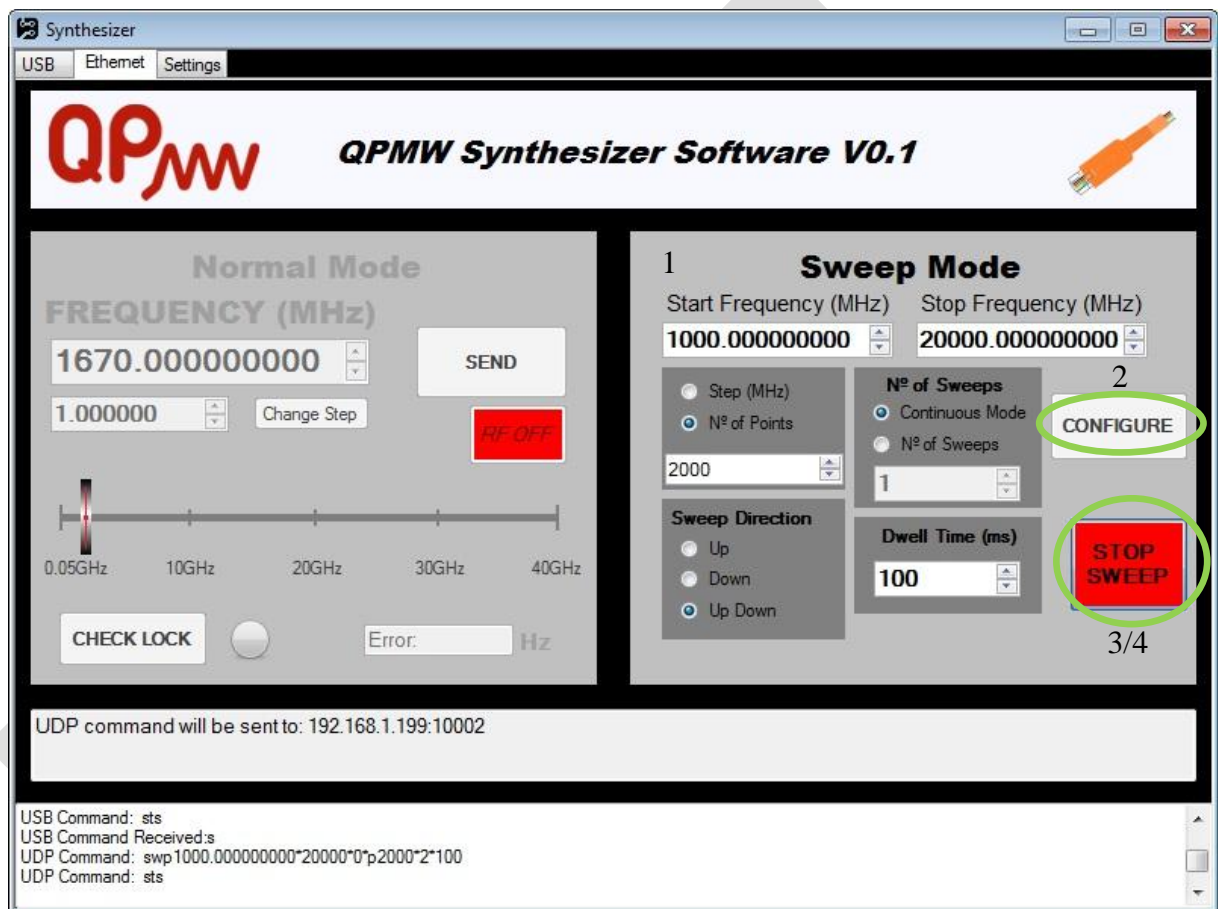 Synthesizer
USB Ethernet Settings
QPMW
QPMW Synthesizer Software V0.1
Normal Mode
FREQUENCY (MHz)
1670.000000000
SEND
1.000000
Change Step
RF OFF
0.05GHz 10GHz 20GHz 30GHz 40GHz
CHECK LOCK
Error:
Hz
1
Sweep Mode
Start Frequency (MHz) Stop Frequency (MHz)
1000.000000000 20000.000000000
Step (MHz)
Nº of Points
2000
Nº of Sweeps
Continuous Mode
Nº of Sweeps
1
2
CONFIGURE
Sweep Direction
Up
Down
Up Down
Dwell Time (ms)
100
STOP
SWEEP
3/4
UDP command will be sent to: 192.168.1.199:10002
USB Command: sts
USB Command Received:s
UDP Command: swp1000.000000000*20000*0*p2000*2*100
UDP Command: sts